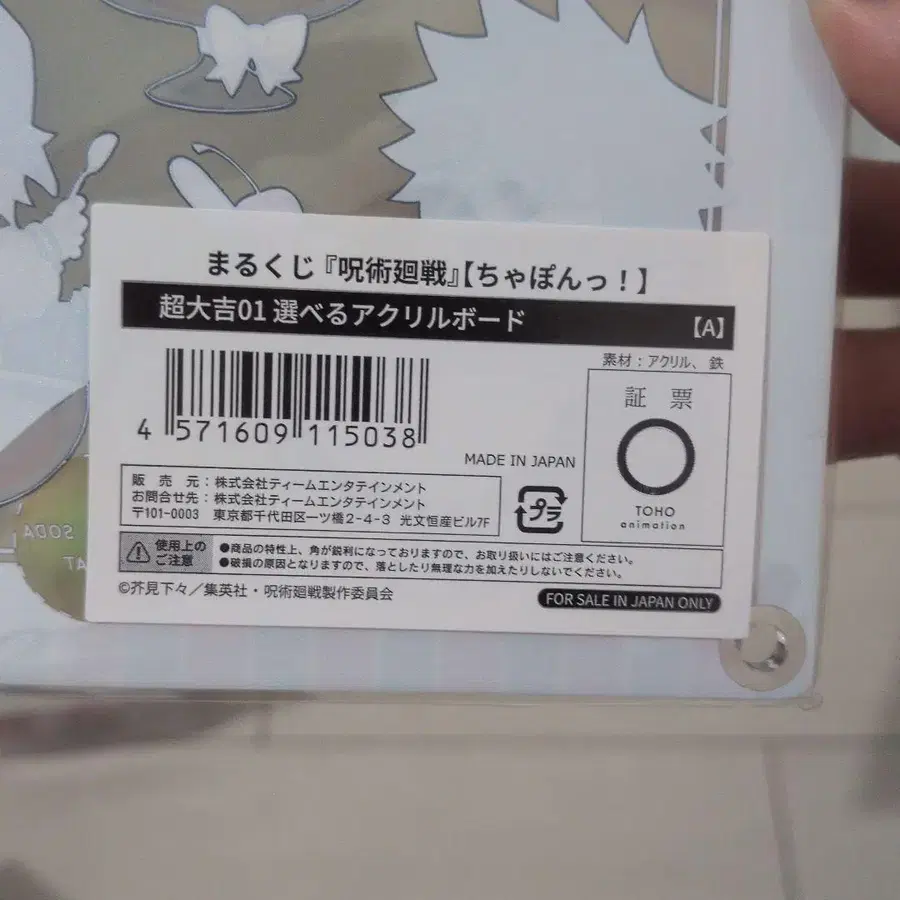 まるくじ『呪術廻戦』【ちゃぽんっ！】
超大吉01 選べるアクリルボード 【A】
素材：アクリル、鉄
証 票
TOHO
animation
4 571609 115038
MADE IN JAPAN
販 売 元：株式会社ティームエンタテインメント
お問合せ先：株式会社ティームエンタテインメント
〒101-0003 東京都千代田区一ツ橋2-4-3 光文恒産ビル7F
プラ
使用上の
ご注意
●商品の特性上、角が鋭利になっておりますので、お取り扱いにはご注意ください。
●破損の原因となりますので、落としたり無理な力を加えたりしないでください。
©芥見下々／集英社・呪術廻戦製作委員会
FOR SALE IN JAPAN ONLY
SODA